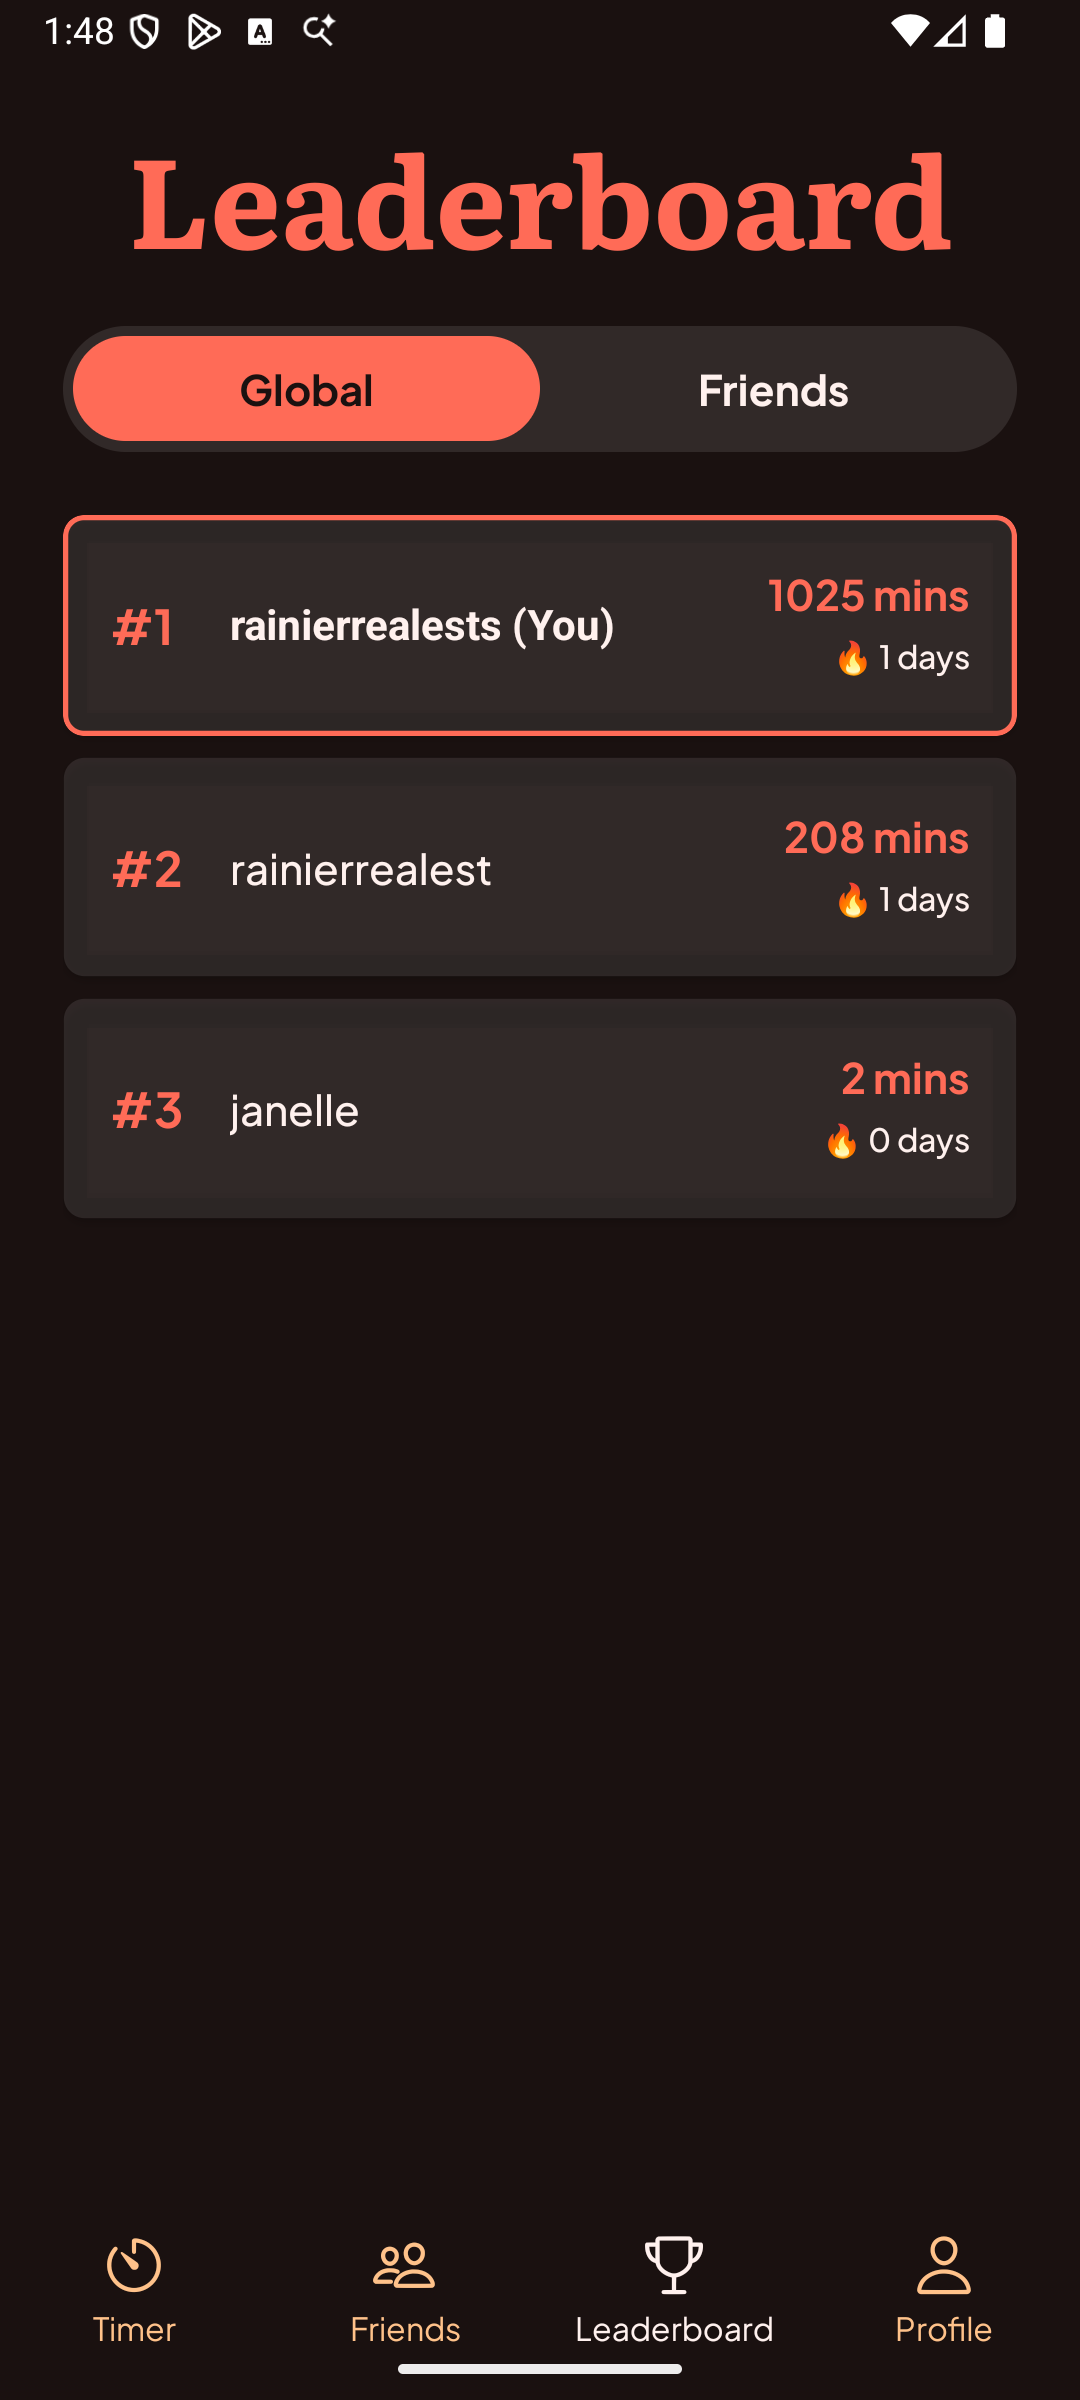 1:48
Leaderboard
Global Friends
#1 rainierrealests (You) 1025 mins
🔥 1 days
#2 rainierrealest 208 mins
🔥 1 days
#3 janelle 2 mins
🔥 0 days
Timer Friends Leaderboard Profile